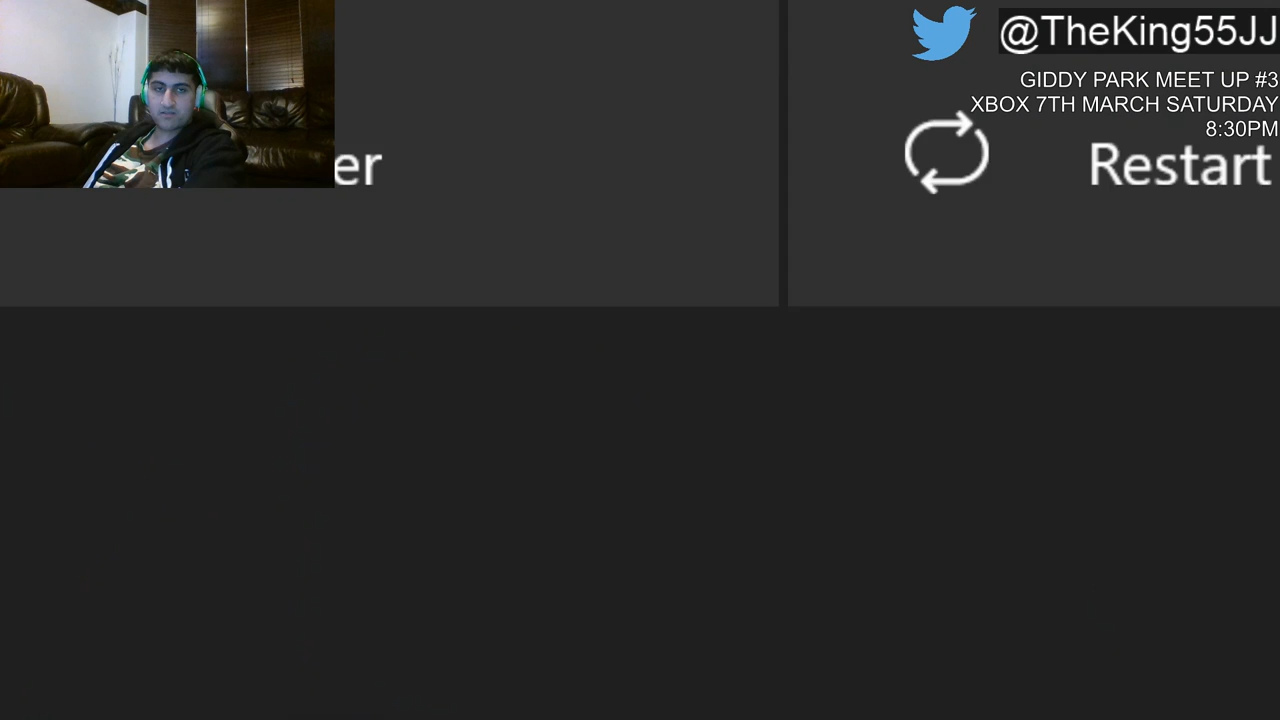 @TheKing55JJ
GIDDY PARK MEET UP #3
XBOX 7TH MARCH SATURDAY
8:30PM
er
Restart